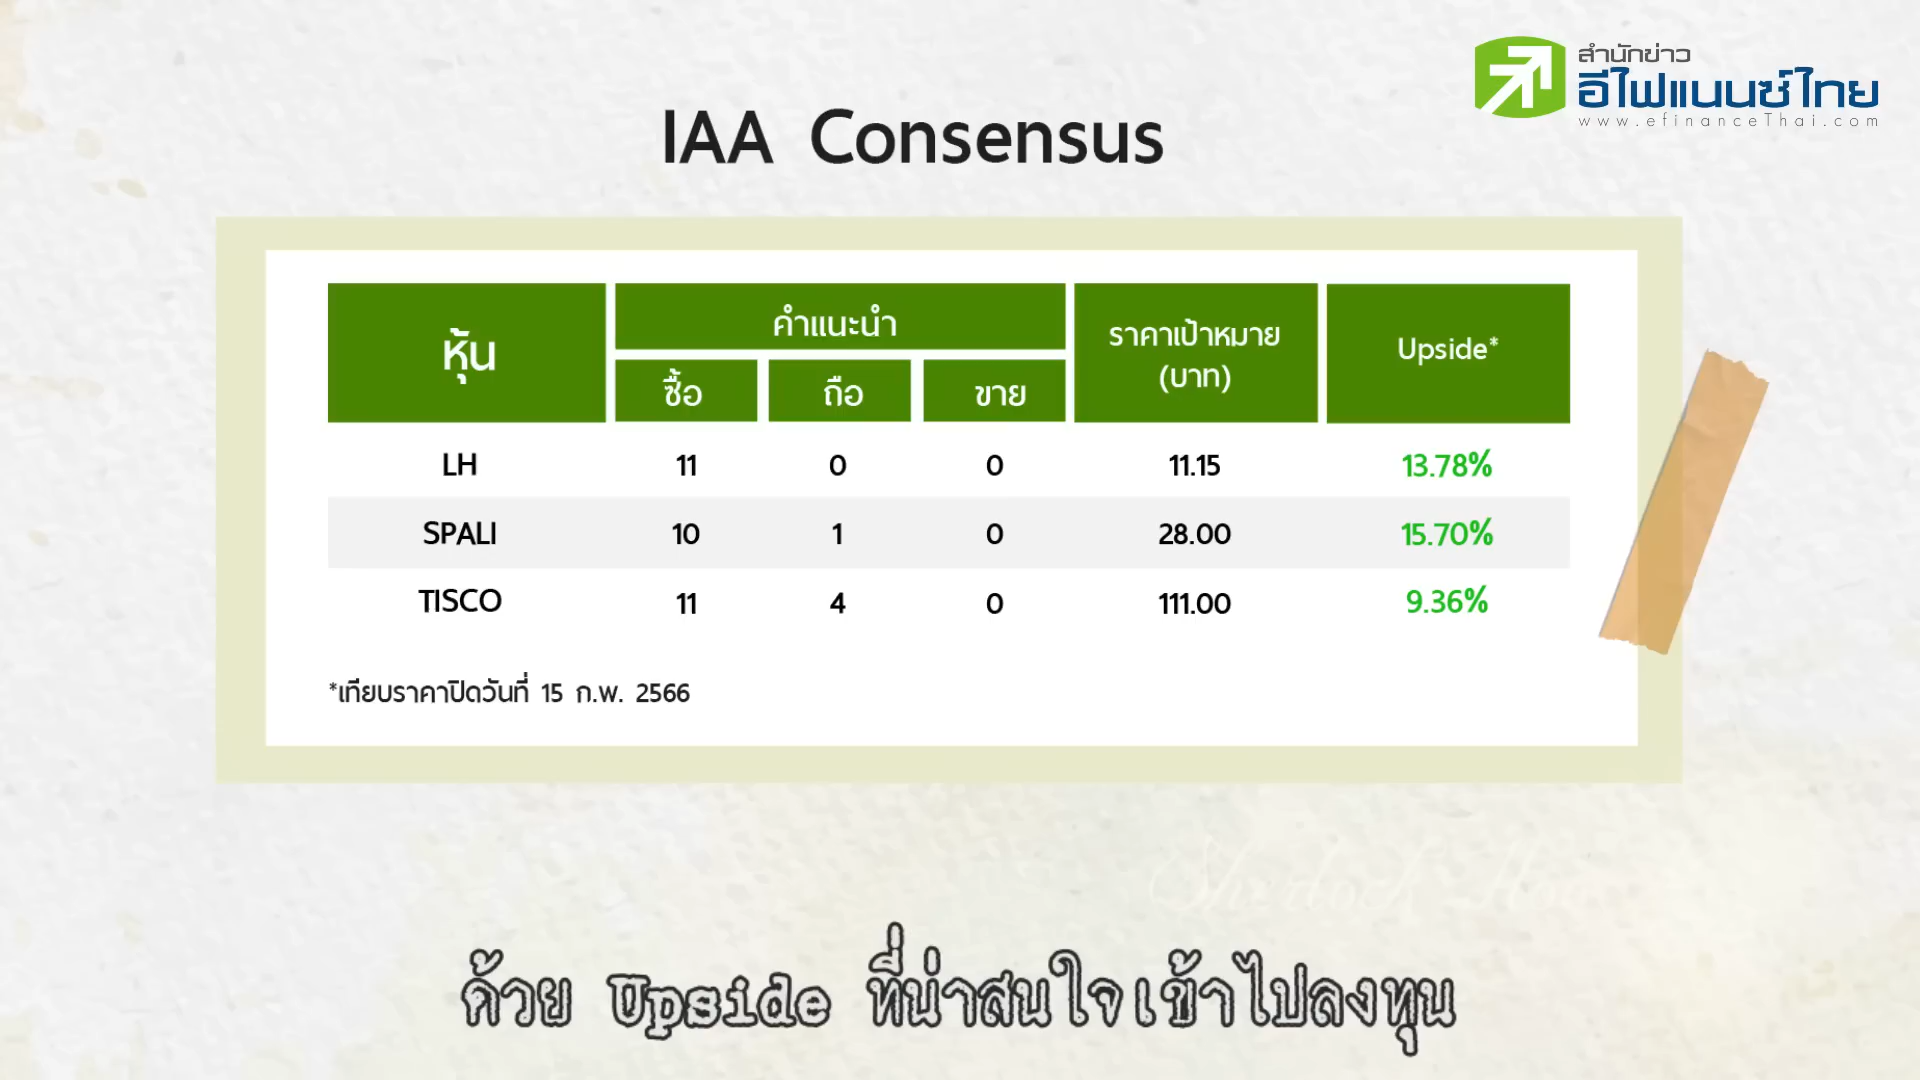 สำนักข่าว
อีไฟแนนซ์ไทย
www.efinanceThai.com
IAA Consensus
หุ้น คำแนะนำ ราคาเป้าหมาย (บาท) Upside*
ซื้อ ถือ ขาย
LH 11 0 0 11.15 13.78%
SPALI 10 1 0 28.00 15.70%
TISCO 11 4 0 111.00 9.36%
*เทียบราคาปิดวันที่ 15 ก.พ. 2566
ด้วย Upside ที่น่าสนใจเข้าไปลงทุน